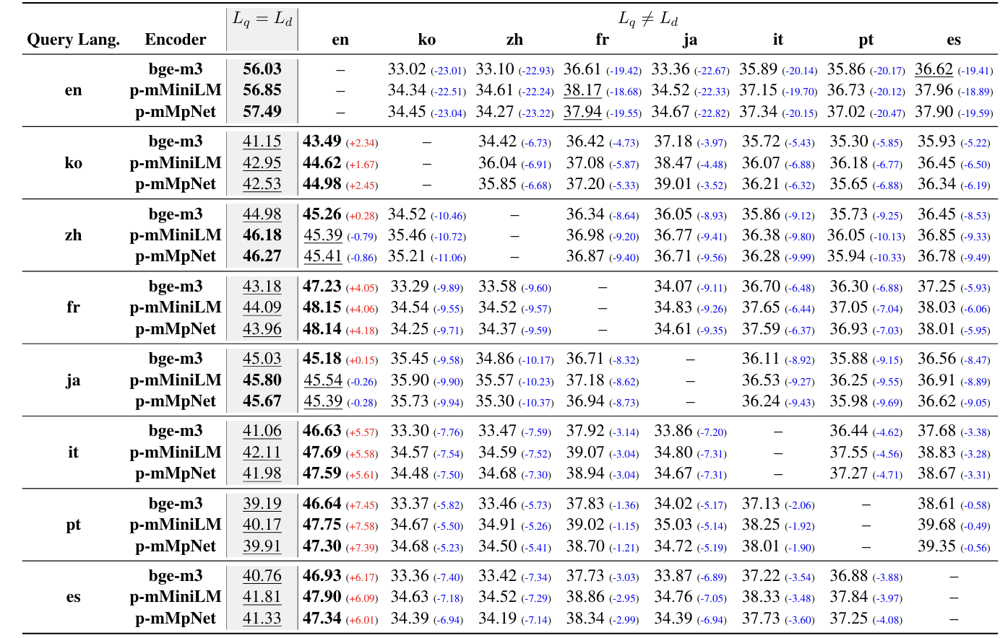 L_q = L_d L_q ≠ L_d
Query Lang. Encoder en ko zh fr ja it pt es
bge-m3 56.03 – 33.02 (-23.01) 33.10 (-22.93) 36.61 (-19.42) 33.36 (-22.67) 35.89 (-20.14) 35.86 (-20.17) 36.62 (-19.41)
en p-mMiniLM 56.85 – 34.34 (-22.51) 34.61 (-22.24) 38.17 (-18.68) 34.52 (-22.33) 37.15 (-19.70) 36.73 (-20.12) 37.96 (-18.89)
p-mMpNet 57.49 – 34.45 (-23.04) 34.27 (-23.22) 37.94 (-19.55) 34.67 (-22.82) 37.34 (-20.15) 37.02 (-20.47) 37.90 (-19.59)
bge-m3 41.15 43.49 (+2.34) – 34.42 (-6.73) 36.42 (-4.73) 37.18 (-3.97) 35.72 (-5.43) 35.30 (-5.85) 35.93 (-5.22)
ko p-mMiniLM 42.95 44.62 (+1.67) – 36.04 (-6.91) 37.08 (-5.87) 38.47 (-4.48) 36.07 (-6.88) 36.18 (-6.77) 36.45 (-6.50)
p-mMpNet 42.53 44.98 (+2.45) – 35.85 (-6.68) 37.20 (-5.33) 39.01 (-3.52) 36.21 (-6.32) 35.65 (-6.88) 36.34 (-6.19)
bge-m3 44.98 45.26 (+0.28) 34.52 (-10.46) – 36.34 (-8.64) 36.05 (-8.93) 35.86 (-9.12) 35.73 (-9.25) 36.45 (-8.53)
zh p-mMiniLM 46.18 45.39 (-0.79) 35.46 (-10.72) – 36.98 (-9.20) 36.77 (-9.41) 36.38 (-9.80) 36.05 (-10.13) 36.85 (-9.33)
p-mMpNet 46.27 45.41 (-0.86) 35.21 (-11.06) – 36.87 (-9.40) 36.71 (-9.56) 36.28 (-9.99) 35.94 (-10.33) 36.78 (-9.49)
bge-m3 43.18 47.23 (+4.05) 33.29 (-9.89) 33.58 (-9.60) – 34.07 (-9.11) 36.70 (-6.48) 36.30 (-6.88) 37.25 (-5.93)
fr p-mMiniLM 44.09 48.15 (+4.06) 34.54 (-9.55) 34.52 (-9.57) – 34.83 (-9.26) 37.65 (-6.44) 37.05 (-7.04) 38.03 (-6.06)
p-mMpNet 43.96 48.14 (+4.18) 34.25 (-9.71) 34.37 (-9.59) – 34.61 (-9.35) 37.59 (-6.37) 36.93 (-7.03) 38.01 (-5.95)
bge-m3 45.03 45.18 (+0.15) 35.45 (-9.58) 34.86 (-10.17) 36.71 (-8.32) – 36.11 (-8.92) 35.88 (-9.15) 36.56 (-8.47)
ja p-mMiniLM 45.80 45.54 (-0.26) 35.90 (-9.90) 35.57 (-10.23) 37.18 (-8.62) – 36.53 (-9.27) 36.25 (-9.55) 36.91 (-8.89)
p-mMpNet 45.67 45.39 (-0.28) 35.73 (-9.94) 35.30 (-10.37) 36.94 (-8.73) – 36.24 (-9.43) 35.98 (-9.69) 36.62 (-9.05)
bge-m3 41.06 46.63 (+5.57) 33.30 (-7.76) 33.47 (-7.59) 37.92 (-3.14) 33.86 (-7.20) – 36.44 (-4.62) 37.68 (-3.38)
it p-mMiniLM 42.11 47.69 (+5.58) 34.57 (-7.54) 34.59 (-7.52) 39.07 (-3.04) 34.80 (-7.31) – 37.55 (-4.56) 38.83 (-3.28)
p-mMpNet 41.98 47.59 (+5.61) 34.48 (-7.50) 34.68 (-7.30) 38.94 (-3.04) 34.67 (-7.31) – 37.27 (-4.71) 38.67 (-3.31)
bge-m3 39.19 46.64 (+7.45) 33.37 (-5.82) 33.46 (-5.73) 37.83 (-1.36) 34.02 (-5.17) 37.13 (-2.06) – 38.61 (-0.58)
pt p-mMiniLM 40.17 47.75 (+7.58) 34.67 (-5.50) 34.91 (-5.26) 39.02 (-1.15) 35.03 (-5.14) 38.25 (-1.92) – 39.68 (-0.49)
p-mMpNet 39.91 47.30 (+7.39) 34.68 (-5.23) 34.50 (-5.41) 38.70 (-1.21) 34.72 (-5.19) 38.01 (-1.90) – 39.35 (-0.56)
bge-m3 40.76 46.93 (+6.17) 33.36 (-7.40) 33.42 (-7.34) 37.73 (-3.03) 33.87 (-6.89) 37.22 (-3.54) 36.88 (-3.88) –
es p-mMiniLM 41.81 47.90 (+6.09) 34.63 (-7.18) 34.52 (-7.29) 38.86 (-2.95) 34.76 (-7.05) 38.33 (-3.48) 37.84 (-3.97) –
p-mMpNet 41.33 47.34 (+6.01) 34.39 (-6.94) 34.19 (-7.14) 38.34 (-2.99) 34.39 (-6.94) 37.73 (-3.60) 37.25 (-4.08) –